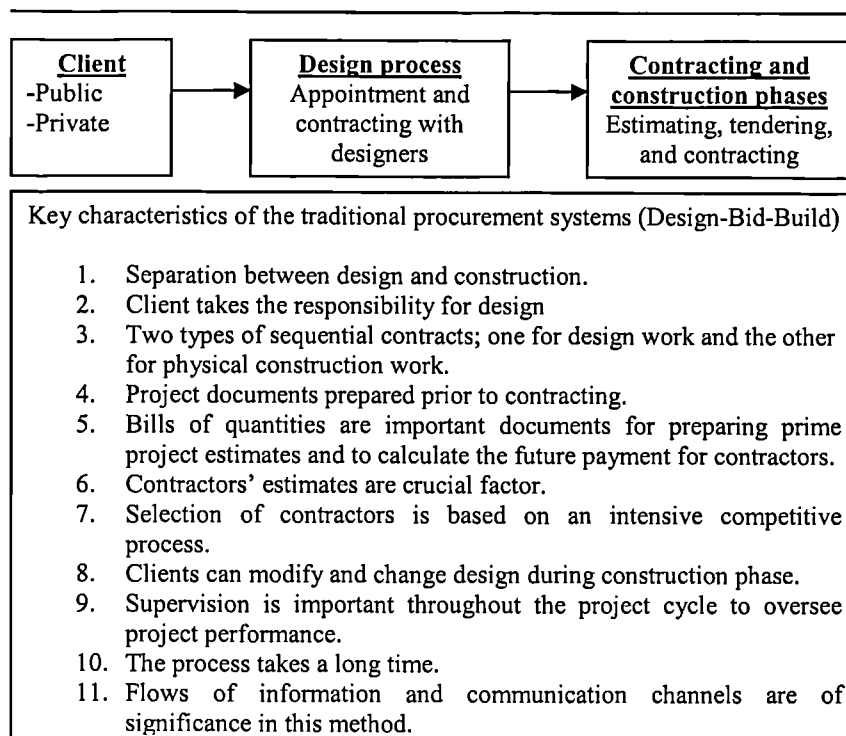 Client
-Public
-Private
Design process
Appointment and
contracting with
designers
Contracting and
construction phases
Estimating, tendering,
and contracting
Key characteristics of the traditional procurement systems (Design-Bid-Build)
1. Separation between design and construction.
2. Client takes the responsibility for design
3. Two types of sequential contracts; one for design work and the other
for physical construction work.
4. Project documents prepared prior to contracting.
5. Bills of quantities are important documents for preparing prime
project estimates and to calculate the future payment for contractors.
6. Contractors' estimates are crucial factor.
7. Selection of contractors is based on an intensive competitive
process.
8. Clients can modify and change design during construction phase.
9. Supervision is important throughout the project cycle to oversee
project performance.
10. The process takes a long time.
11. Flows of information and communication channels are of
significance in this method.